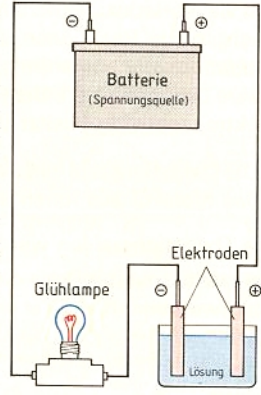 ⊖ ⊕
Batterie
(Spannungsquelle)
Elektroden
Glühlampe
⊖ ⊕
Lösung